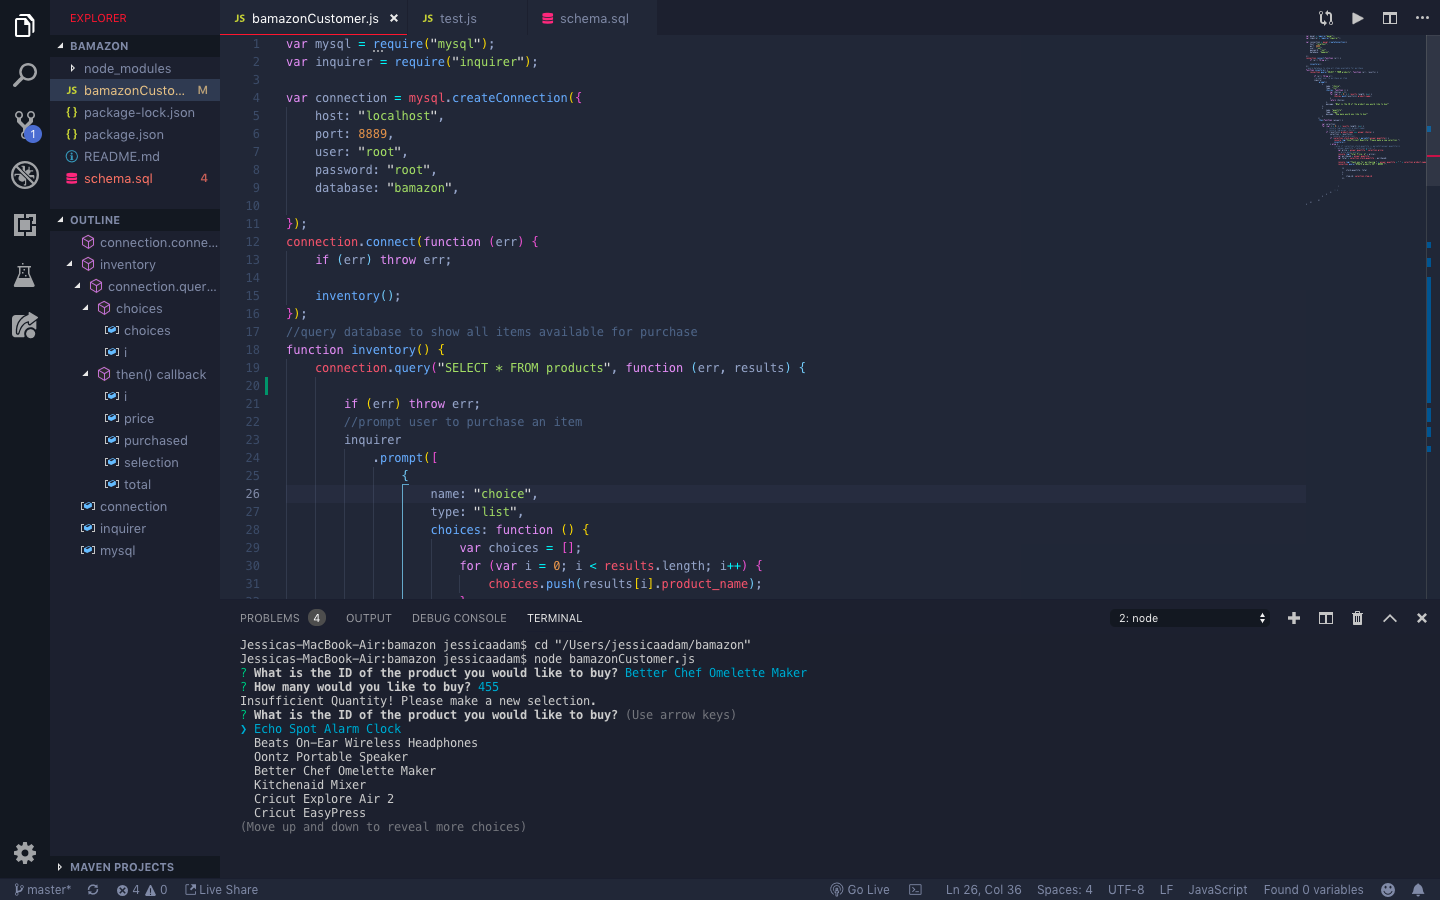 EXPLORER
BAMAZON
node_modules
JS bamazonCusto... M
{} package-lock.json
{} package.json
README.md
schema.sql 4
OUTLINE
connection.conne...
inventory
connection.quer...
choices
choices
i
then() callback
i
price
purchased
selection
total
connection
inquirer
mysql
MAVEN PROJECTS
1
JS bamazonCustomer.js ×
JS test.js
schema.sql
1 var mysql = require("mysql");
2 var inquirer = require("inquirer");
3
4 var connection = mysql.createConnection({
5 host: "localhost",
6 port: 8889,
7 user: "root",
8 password: "root",
9 database: "bamazon",
10
11 });
12 connection.connect(function (err) {
13 if (err) throw err;
14
15 inventory();
16 });
17 //query database to show all items available for purchase
18 function inventory() {
19 connection.query("SELECT * FROM products", function (err, results) {
20
21 if (err) throw err;
22 //prompt user to purchase an item
23 inquirer
24 .prompt([
25 {
26 name: "choice",
27 type: "list",
28 choices: function () {
29 var choices = [];
30 for (var i = 0; i < results.length; i++) {
31 choices.push(results[i].product_name);
PROBLEMS 4 OUTPUT DEBUG CONSOLE TERMINAL 2: node
Jessicas-MacBook-Air:bamazon jessicaadam$ cd "/Users/jessicaadam/bamazon"
Jessicas-MacBook-Air:bamazon jessicaadam$ node bamazonCustomer.js
? What is the ID of the product you would like to buy? Better Chef Omelette Maker
? How many would you like to buy? 455
Insufficient Quantity! Please make a new selection.
? What is the ID of the product you would like to buy? (Use arrow keys)
❯ Echo Spot Alarm Clock
Beats On-Ear Wireless Headphones
Oontz Portable Speaker
Better Chef Omelette Maker
Kitchenaid Mixer
Cricut Explore Air 2
Cricut EasyPress
(Move up and down to reveal more choices)
master* 4 0 Live Share Go Live Ln 26, Col 36 Spaces: 4 UTF-8 LF JavaScript Found 0 variables